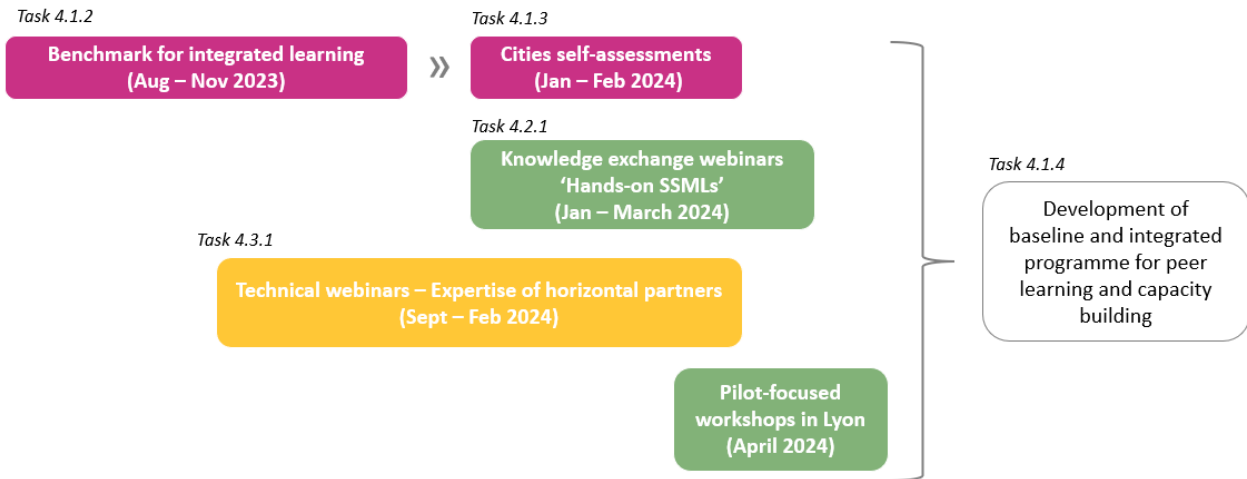 Task 4.1.2
Benchmark for integrated learning
(Aug – Nov 2023)
»
Task 4.1.3
Cities self-assessments
(Jan – Feb 2024)
Task 4.2.1
Knowledge exchange webinars
‘Hands-on SSMLs’
(Jan – March 2024)
Task 4.3.1
Technical webinars – Expertise of horizontal partners
(Sept – Feb 2024)
Pilot-focused
workshops in Lyon
(April 2024)
Task 4.1.4
Development of
baseline and integrated
programme for peer
learning and capacity
building